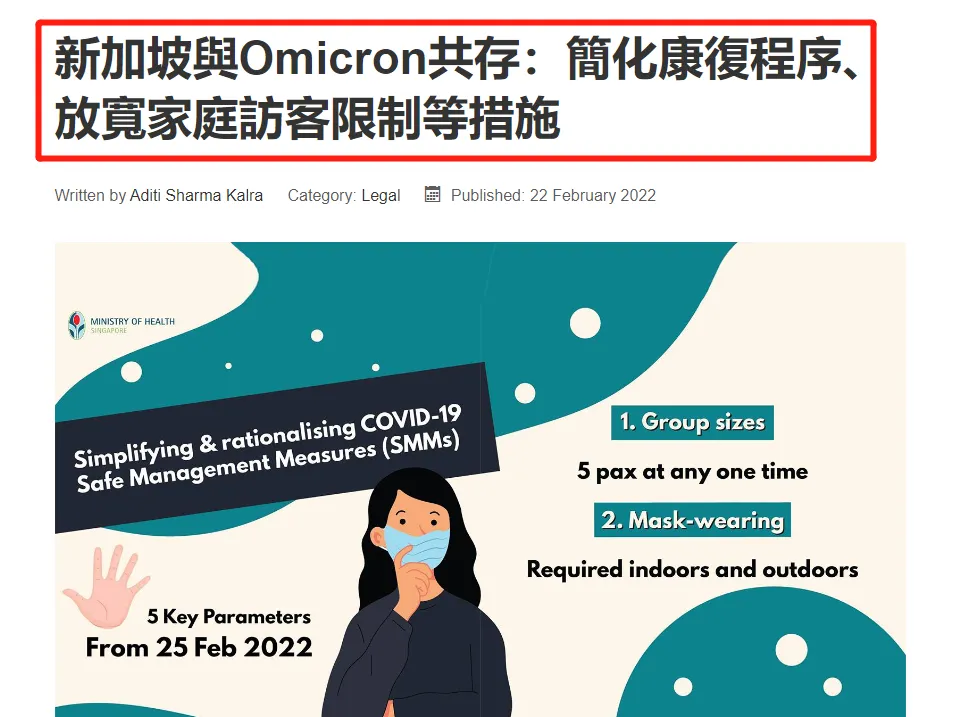 新加坡與Omicron共存：簡化康復程序、
放寬家庭訪客限制等措施
Written by Aditi Sharma Kalra Category: Legal Published: 22 February 2022
MINISTRY OF HEALTH
SINGAPORE
Simplifying & rationalising COVID-19
Safe Management Measures (SMMs)
5 Key Parameters
From 25 Feb 2022
1. Group sizes
5 pax at any one time
2. Mask-wearing
Required indoors and outdoors